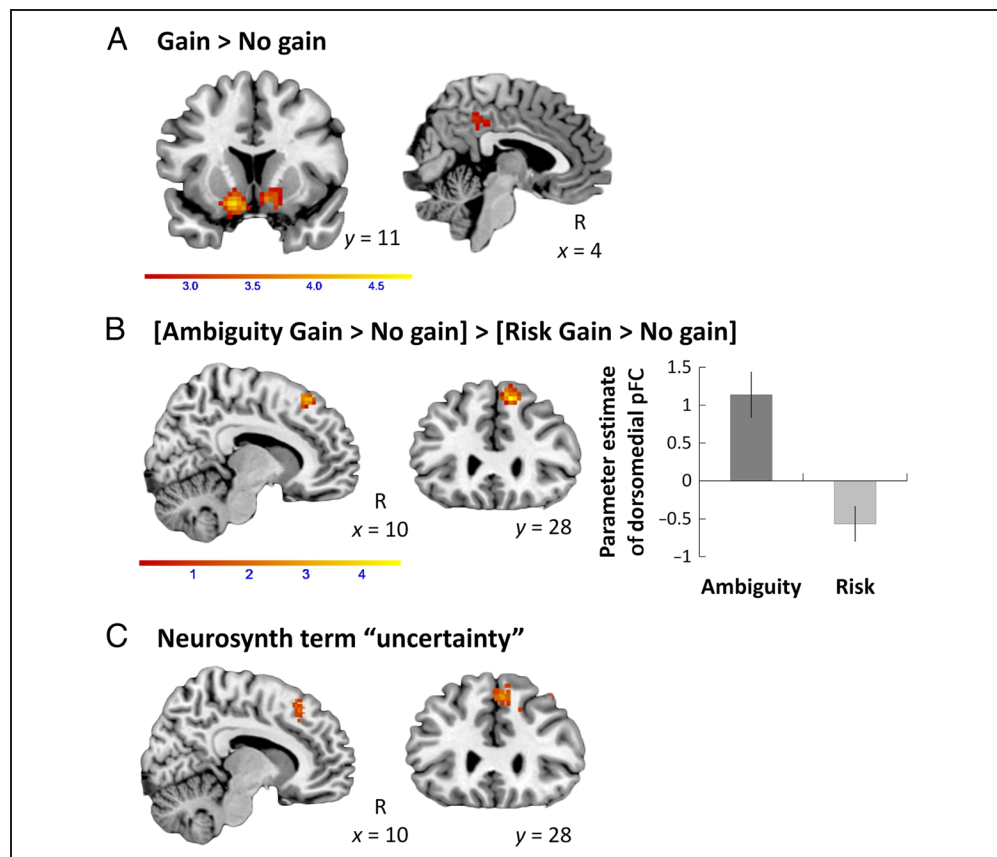 A Gain > No gain
y = 11
R
x = 4
3.0 3.5 4.0 4.5
B [Ambiguity Gain > No gain] > [Risk Gain > No gain]
R
x = 10
y = 28
1 2 3 4
Parameter estimate
of dorsomedial pFC
1.5
1
0.5
0
−0.5
−1
Ambiguity Risk
C Neurosynth term “uncertainty”
R
x = 10
y = 28